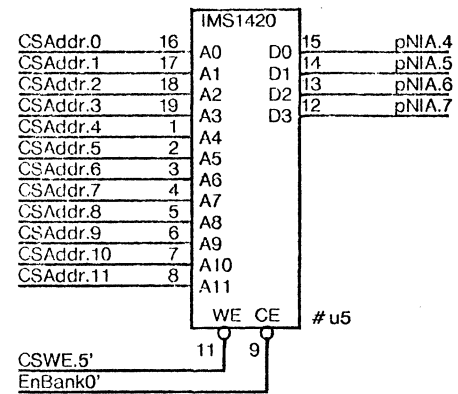 IMS1420
CSAddr.0 16 A0 D0 15 pNIA.4
CSAddr.1 17 A1 D1 14 pNIA.5
CSAddr.2 18 A2 D2 13 pNIA.6
CSAddr.3 19 A3 D3 12 pNIA.7
CSAddr.4 1 A4
CSAddr.5 2 A5
CSAddr.6 3 A6
CSAddr.7 4 A7
CSAddr.8 5 A8
CSAddr.9 6 A9
CSAddr.10 7 A10
CSAddr.11 8 A11
WE CE #u5
11 9
CSWE.5'
EnBank0'